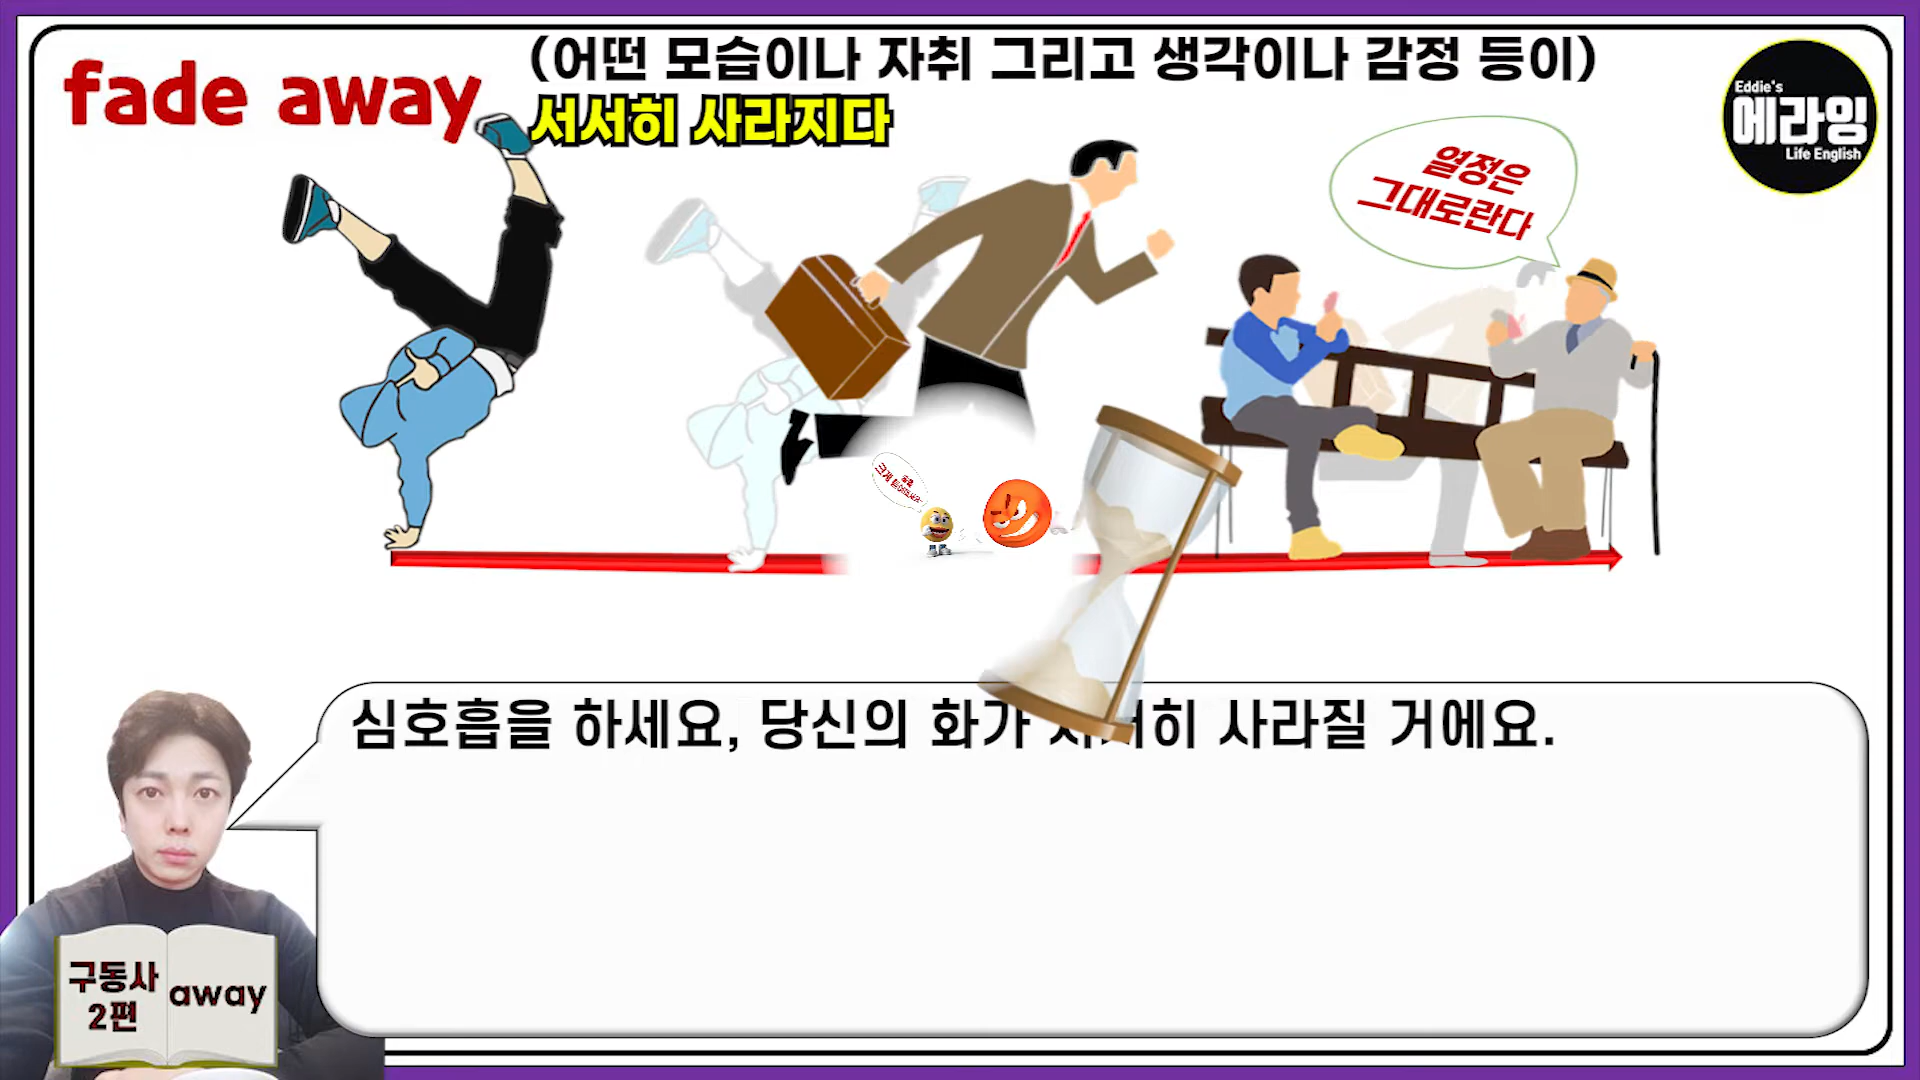 fade away
(어떤 모습이나 자취 그리고 생각이나 감정 등이)
서서히 사라지다
Eddie's
에라잉
Life English
열정은
그대로란다
심호흡을 하세요, 당신의 화가 서서히 사라질 거에요.
구동사
2편
away